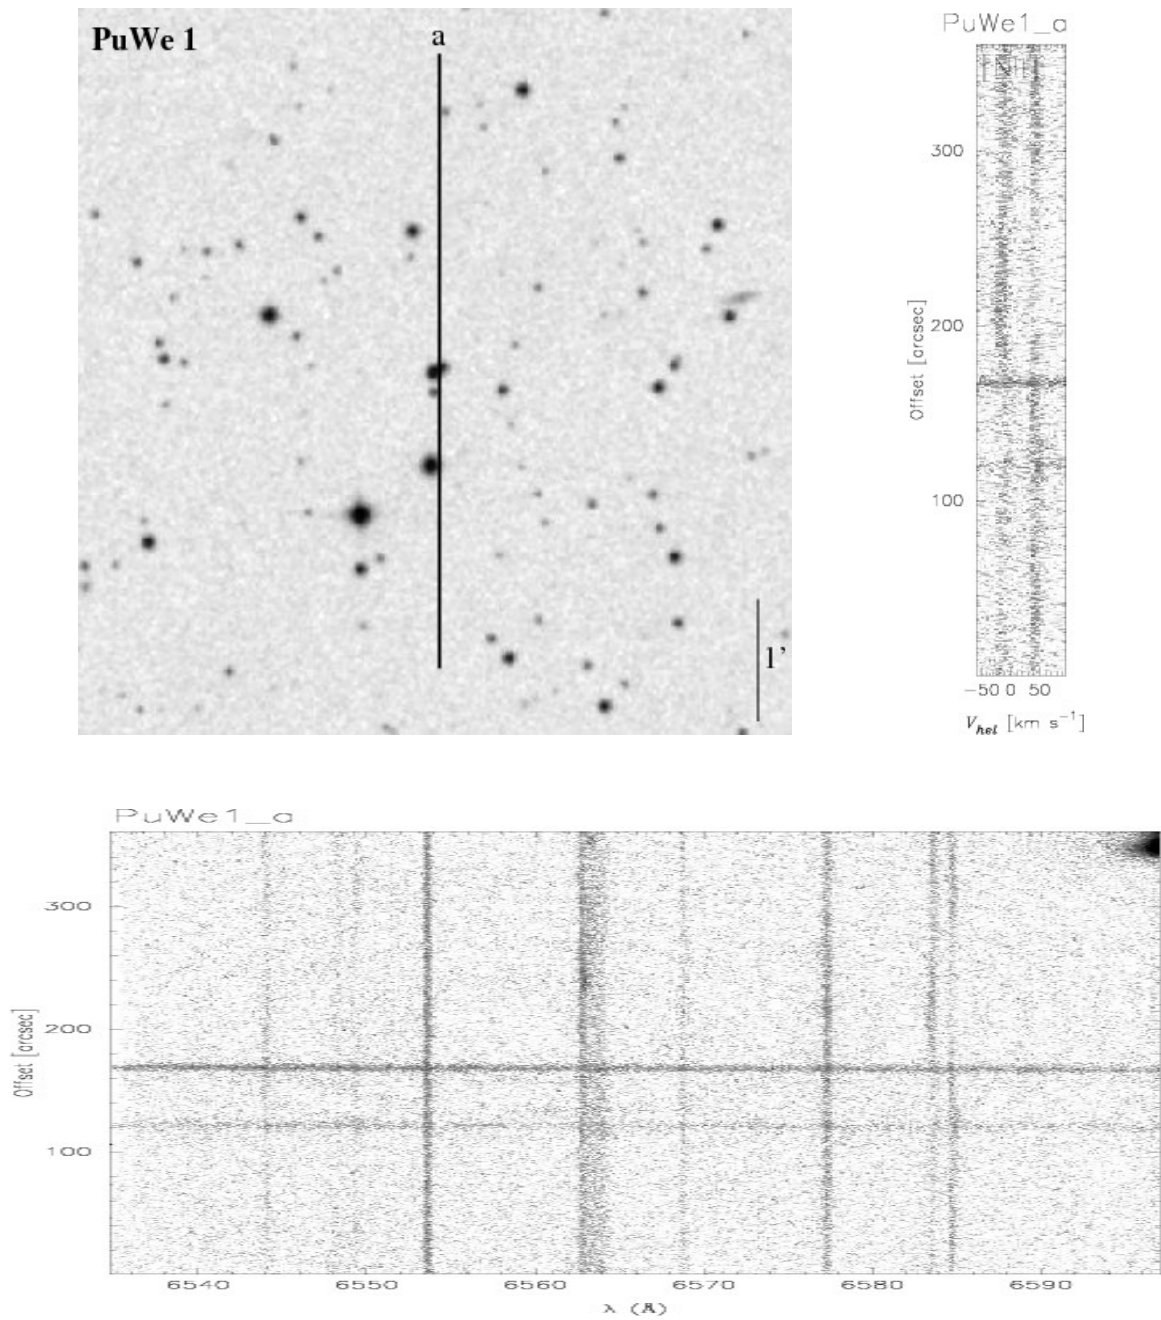 PuWe 1
a
1’
PuWe1_a
[NII]
300
200
100
Offset [arcsec]
−50 0 50
Vhel [km s−1]
PuWe1_a
300
200
100
Offset [arcsec]
6540 6550 6560 6570 6580 6590
λ (Å)